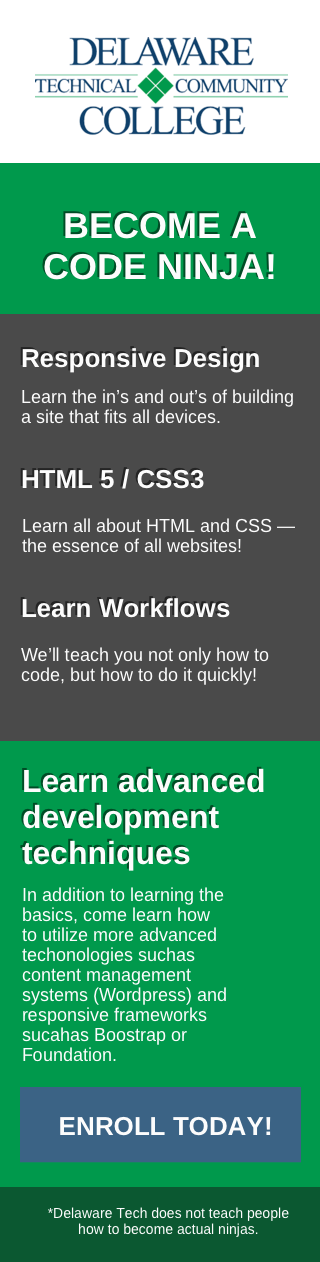 DELAWARE
TECHNICAL COMMUNITY
COLLEGE
BECOME A
CODE NINJA!
Responsive Design
Learn the in’s and out’s of building
a site that fits all devices.
HTML 5 / CSS3
Learn all about HTML and CSS —
the essence of all websites!
Learn Workflows
We’ll teach you not only how to
code, but how to do it quickly!
Learn advanced
development
techniques
In addition to learning the
basics, come learn how
to utilize more advanced
techonologies suchas
content management
systems (Wordpress) and
responsive frameworks
sucahas Boostrap or
Foundation.
ENROLL TODAY!
*Delaware Tech does not teach people
how to become actual ninjas.